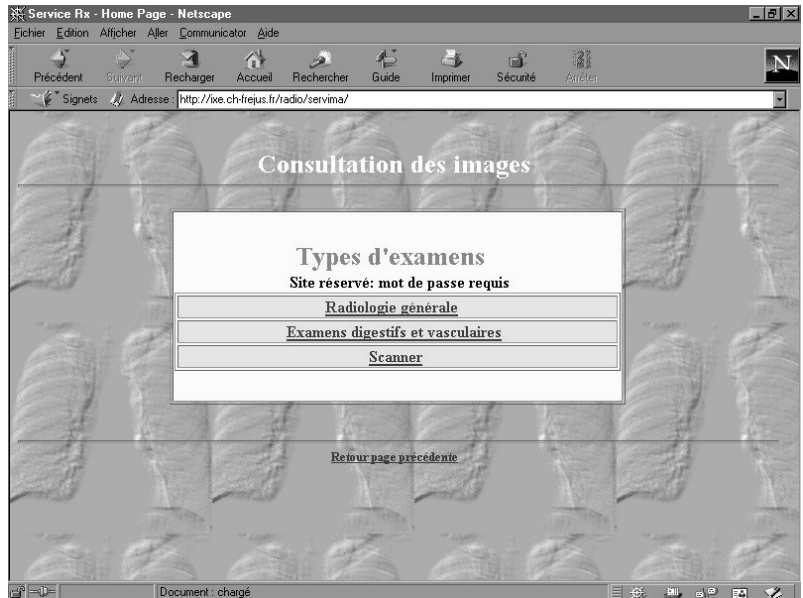 Service Rx - Home Page - Netscape
Fichier Edition Afficher Aller Communicator Aide
Précédent Suivant Recharger Accueil Rechercher Guide Imprimer Sécurité Arrêter
N
Signets Adresse : http://ixe.ch-frejus.fr/radio/servima/
Consultation des images
Types d'examens
Site réservé: mot de passe requis
Radiologie générale
Examens digestifs et vasculaires
Scanner
Retour page précédente
Document : chargé